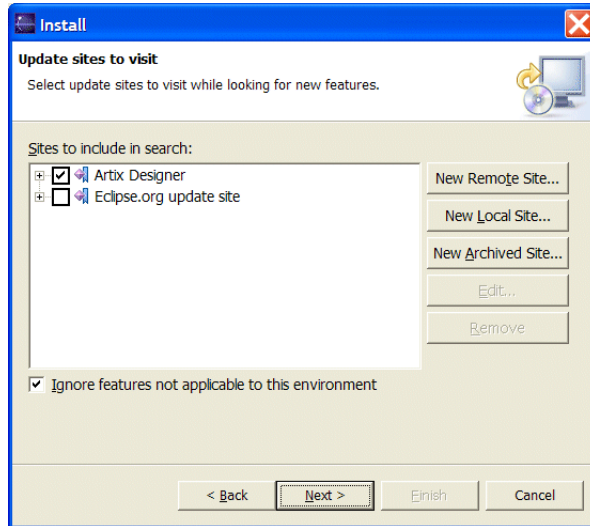 Install
Update sites to visit
Select update sites to visit while looking for new features.
Sites to include in search:
Artix Designer
Eclipse.org update site
New Remote Site...
New Local Site...
New Archived Site...
Edit...
Remove
Ignore features not applicable to this environment
< Back
Next >
Finish
Cancel